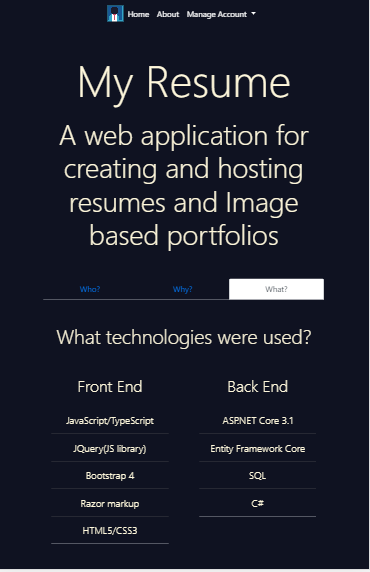 Home About Manage Account
My Resume
A web application for
creating and hosting
resumes and Image
based portfolios
Who? Why? What?
What technologies were used?
Front End
JavaScript/TypeScript
JQuery(JS library)
Bootstrap 4
Razor markup
HTML5/CSS3
Back End
ASP.NET Core 3.1
Entity Framework Core
SQL
C#